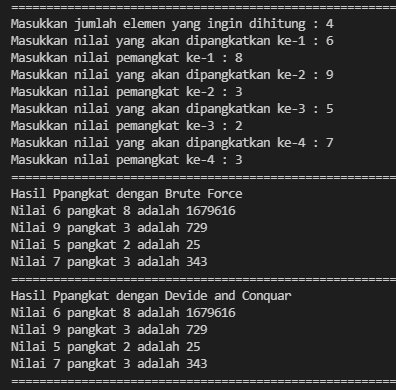 ==================================================
Masukkan jumlah elemen yang ingin dihitung : 4
Masukkan nilai yang akan dipangkatkan ke-1 : 6
Masukkan nilai pemangkat ke-1 : 8
Masukkan nilai yang akan dipangkatkan ke-2 : 9
Masukkan nilai pemangkat ke-2 : 3
Masukkan nilai yang akan dipangkatkan ke-3 : 5
Masukkan nilai pemangkat ke-3 : 2
Masukkan nilai yang akan dipangkatkan ke-4 : 7
Masukkan nilai pemangkat ke-4 : 3
==================================================
Hasil Ppangkat dengan Brute Force
Nilai 6 pangkat 8 adalah 1679616
Nilai 9 pangkat 3 adalah 729
Nilai 5 pangkat 2 adalah 25
Nilai 7 pangkat 3 adalah 343
==================================================
Hasil Ppangkat dengan Devide and Conquar
Nilai 6 pangkat 8 adalah 1679616
Nilai 9 pangkat 3 adalah 729
Nilai 5 pangkat 2 adalah 25
Nilai 7 pangkat 3 adalah 343
==================================================